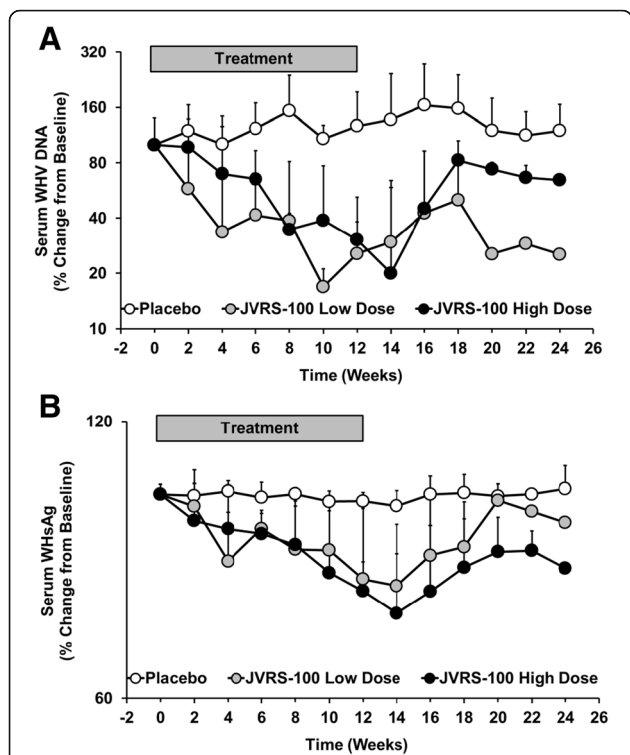 A
320
Treatment
160
80
40
20
10
Serum WHV DNA
(% Change from Baseline)
Placebo JVRS-100 Low Dose JVRS-100 High Dose
-2 0 2 4 6 8 10 12 14 16 18 20 22 24 26
Time (Weeks)
B
120
Treatment
60
Serum WHsAg
(% Change from Baseline)
Placebo JVRS-100 Low Dose JVRS-100 High Dose
-2 0 2 4 6 8 10 12 14 16 18 20 22 24 26
Time (Weeks)